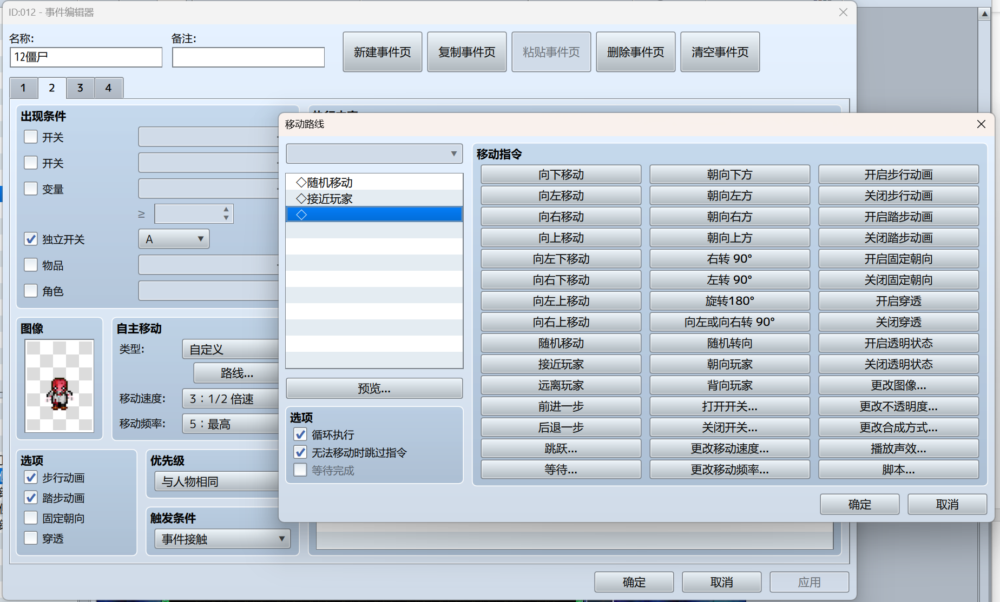 ID:012 - 事件编辑器
名称:
备注:
12僵尸
新建事件页
复制事件页
粘贴事件页
删除事件页
清空事件页
1
2
3
4
出现条件
开关
开关
变量
≥
独立开关
A
物品
角色
图像
自主移动
类型:
自定义
路线...
移动速度:
3：1/2 倍速
移动频率:
5：最高
选项
步行动画
踏步动画
固定朝向
穿透
优先级
与人物相同
触发条件
事件接触
移动路线
◇随机移动
◇接近玩家
◇
预览...
选项
循环执行
无法移动时跳过指令
等待完成
移动指令
向下移动
朝向下方
开启步行动画
向左移动
朝向左方
关闭步行动画
向右移动
朝向右方
开启踏步动画
向上移动
朝向上方
关闭踏步动画
向左下移动
右转 90°
开启固定朝向
向右下移动
左转 90°
关闭固定朝向
向左上移动
旋转180°
开启穿透
向右上移动
向左或向右转 90°
关闭穿透
随机移动
随机转向
开启透明状态
接近玩家
朝向玩家
关闭透明状态
远离玩家
背向玩家
更改图像...
前进一步
打开开关...
更改不透明度...
后退一步
关闭开关...
更改合成方式...
跳跃...
更改移动速度...
播放声效...
等待...
更改移动频率...
脚本...
确定
取消
确定
取消
应用